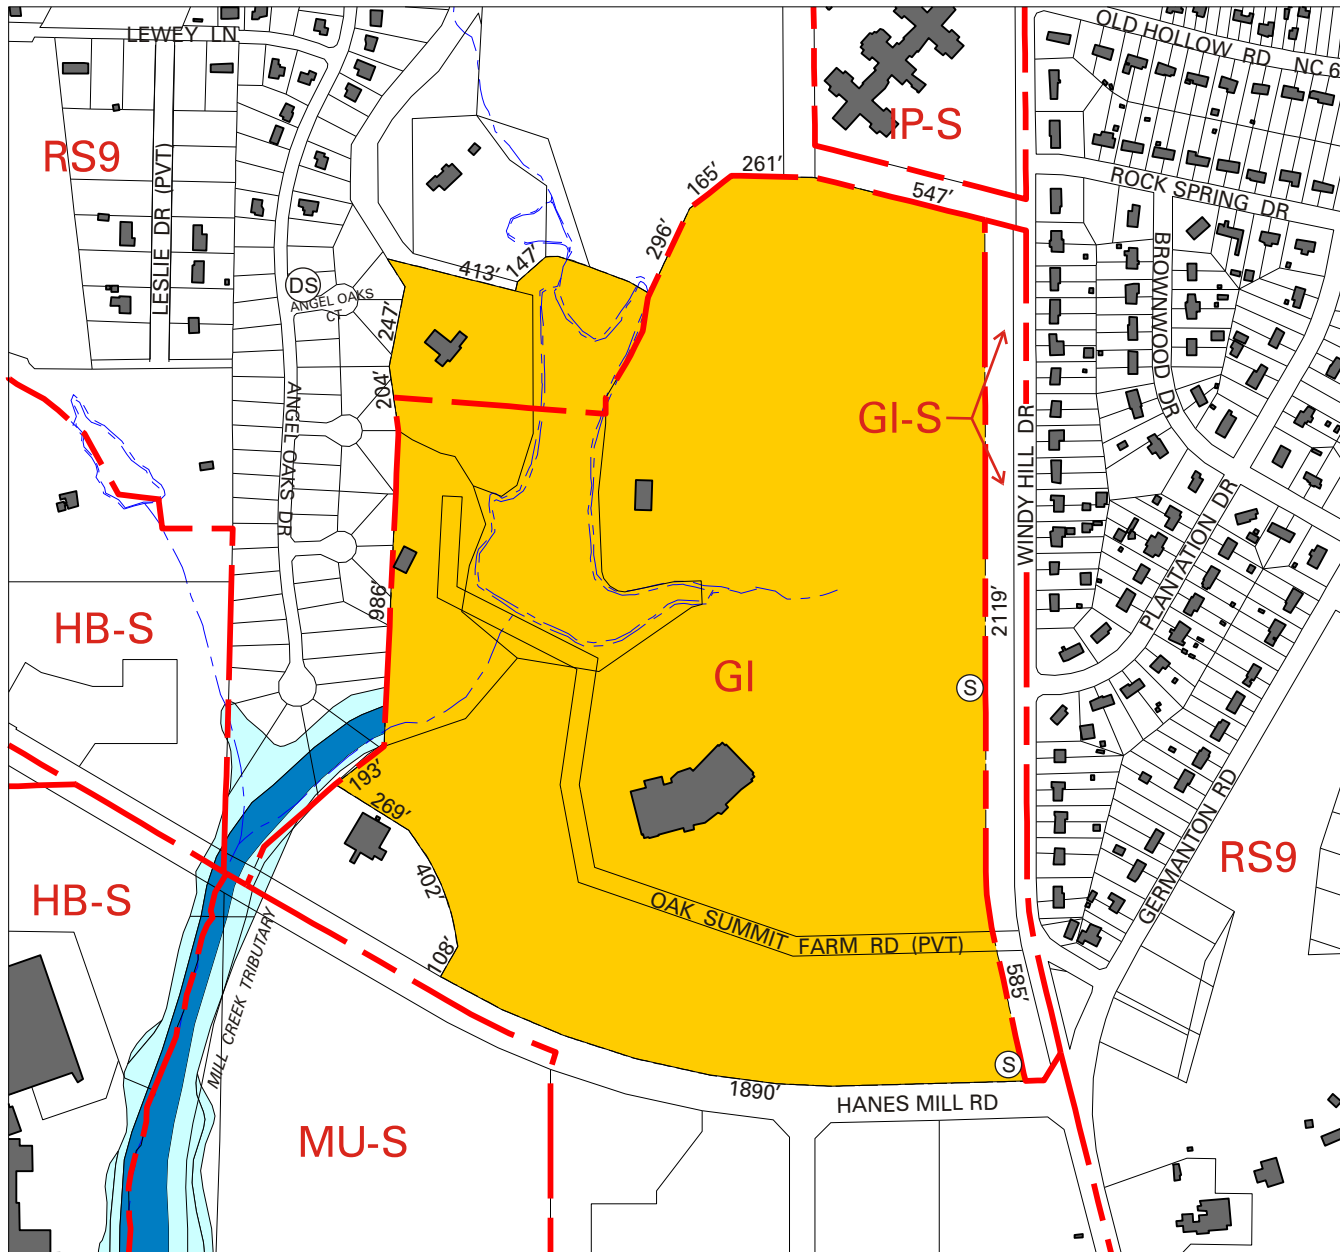 LEWEY LN
OLD HOLLOW RD NC 6
IP-S
RS9
LESLIE DR (PVT)
165'
261'
547'
ROCK SPRING DR
296'
BROWNWOOD DR
413'
147'
DS
ANGEL OAKS
CT
247'
204'
ANGEL OAKS DR
GI-S
WINDY HILL DR
PLANTATION DR
986'
2119'
HB-S
GI
S
193'
269'
GERMANTON RD
RS9
402'
HB-S
OAK SUMMIT FARM RD (PVT)
108'
585'
MILL CREEK TRIBUTARY
S
1890'
HANES MILL RD
MU-S